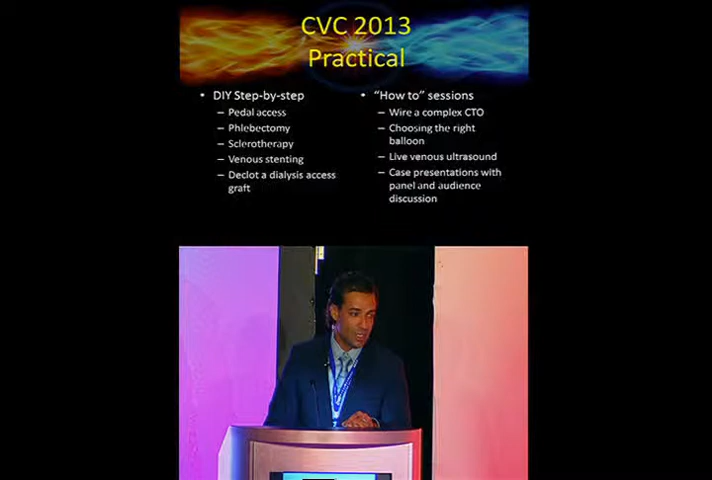 CVC 2013
Practical
• DIY Step-by-step
– Pedal access
– Phlebectomy
– Sclerotherapy
– Venous stenting
– Declot a dialysis access
graft
• “How to” sessions
– Wire a complex CTO
– Choosing the right
balloon
– Live venous ultrasound
– Case presentations with
panel and audience
discussion